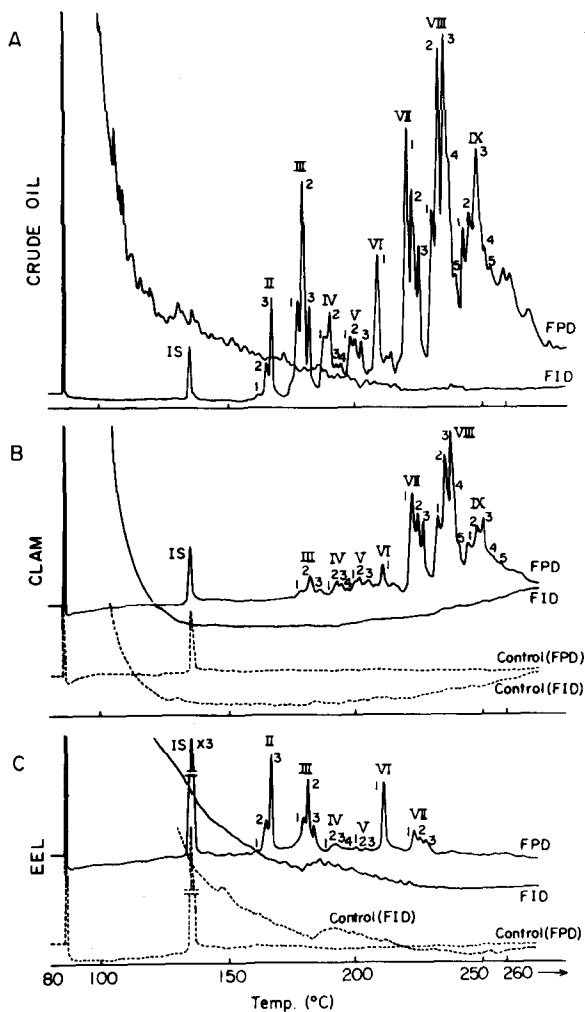 A
CRUDE OIL
IS
II
2
3
III
1
2
3
IV
1
2
3
4
V
1
2
3
VI
1
VII
1
2
3
VIII
1
2
3
4
5
IX
1
2
3
4
5
FPD
FID
B
CLAM
IS
III
1
2
3
IV
1
2 3
4
V
1
2 3
VI
1
VII
1
2
3
VIII
1
2
3
4
5
IX
1
2
3
4
5
FPD
FID
Control (FPD)
Control (FID)
C
EEL
IS
X3
II
1
2
3
III
1
2
3
IV
1
2 3 4
V
1
2 3
VI
1
VII
1
2
3
FPD
FID
Control (FID)
Control (FPD)
80 100 150 200 250 260 →
Temp. (°C)